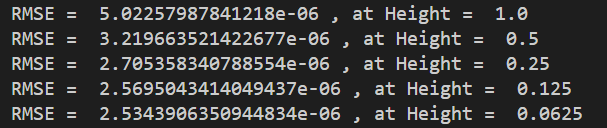 RMSE =  5.02257987841218e-06 , at Height =  1.0
RMSE =  3.219663521422677e-06 , at Height =  0.5
RMSE =  2.705358340788554e-06 , at Height =  0.25
RMSE =  2.5695043414049437e-06 , at Height =  0.125
RMSE =  2.5343906350944834e-06 , at Height =  0.0625